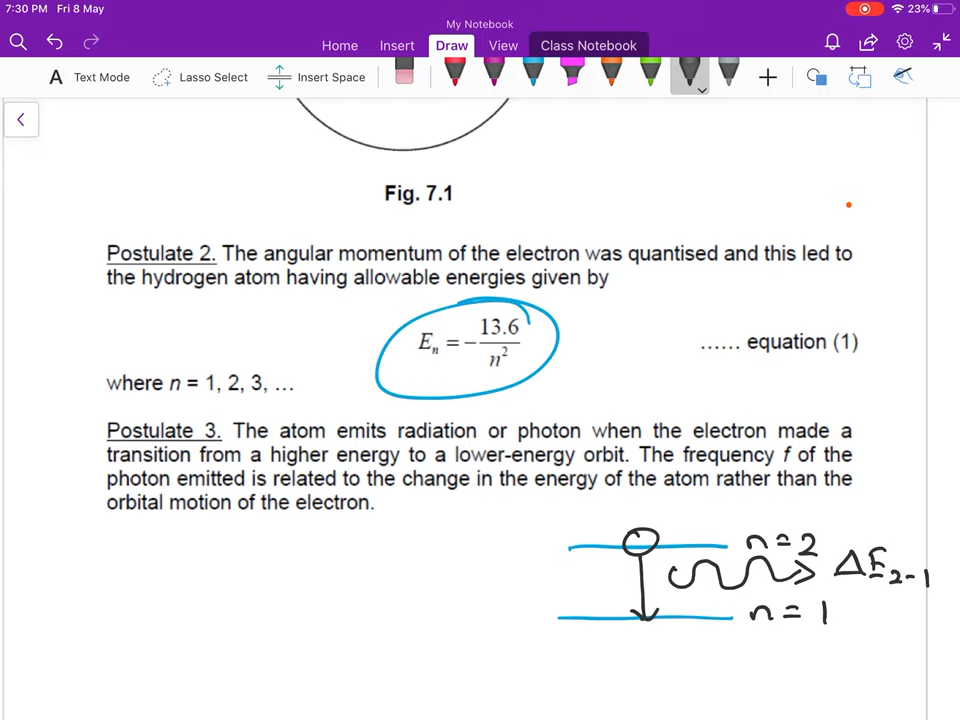 7:30 PM Fri 8 May
23%
My Notebook
Home Insert Draw View Class Notebook
A Text Mode Lasso Select Insert Space
Fig. 7.1
Postulate 2. The angular momentum of the electron was quantised and this led to
the hydrogen atom having allowable energies given by
Eₙ = − 13.6 / n² …… equation (1)
where n = 1, 2, 3, …
Postulate 3. The atom emits radiation or photon when the electron made a
transition from a higher energy to a lower-energy orbit. The frequency f of the
photon emitted is related to the change in the energy of the atom rather than the
orbital motion of the electron.
n = 2
ΔE₂₋₁
n = 1